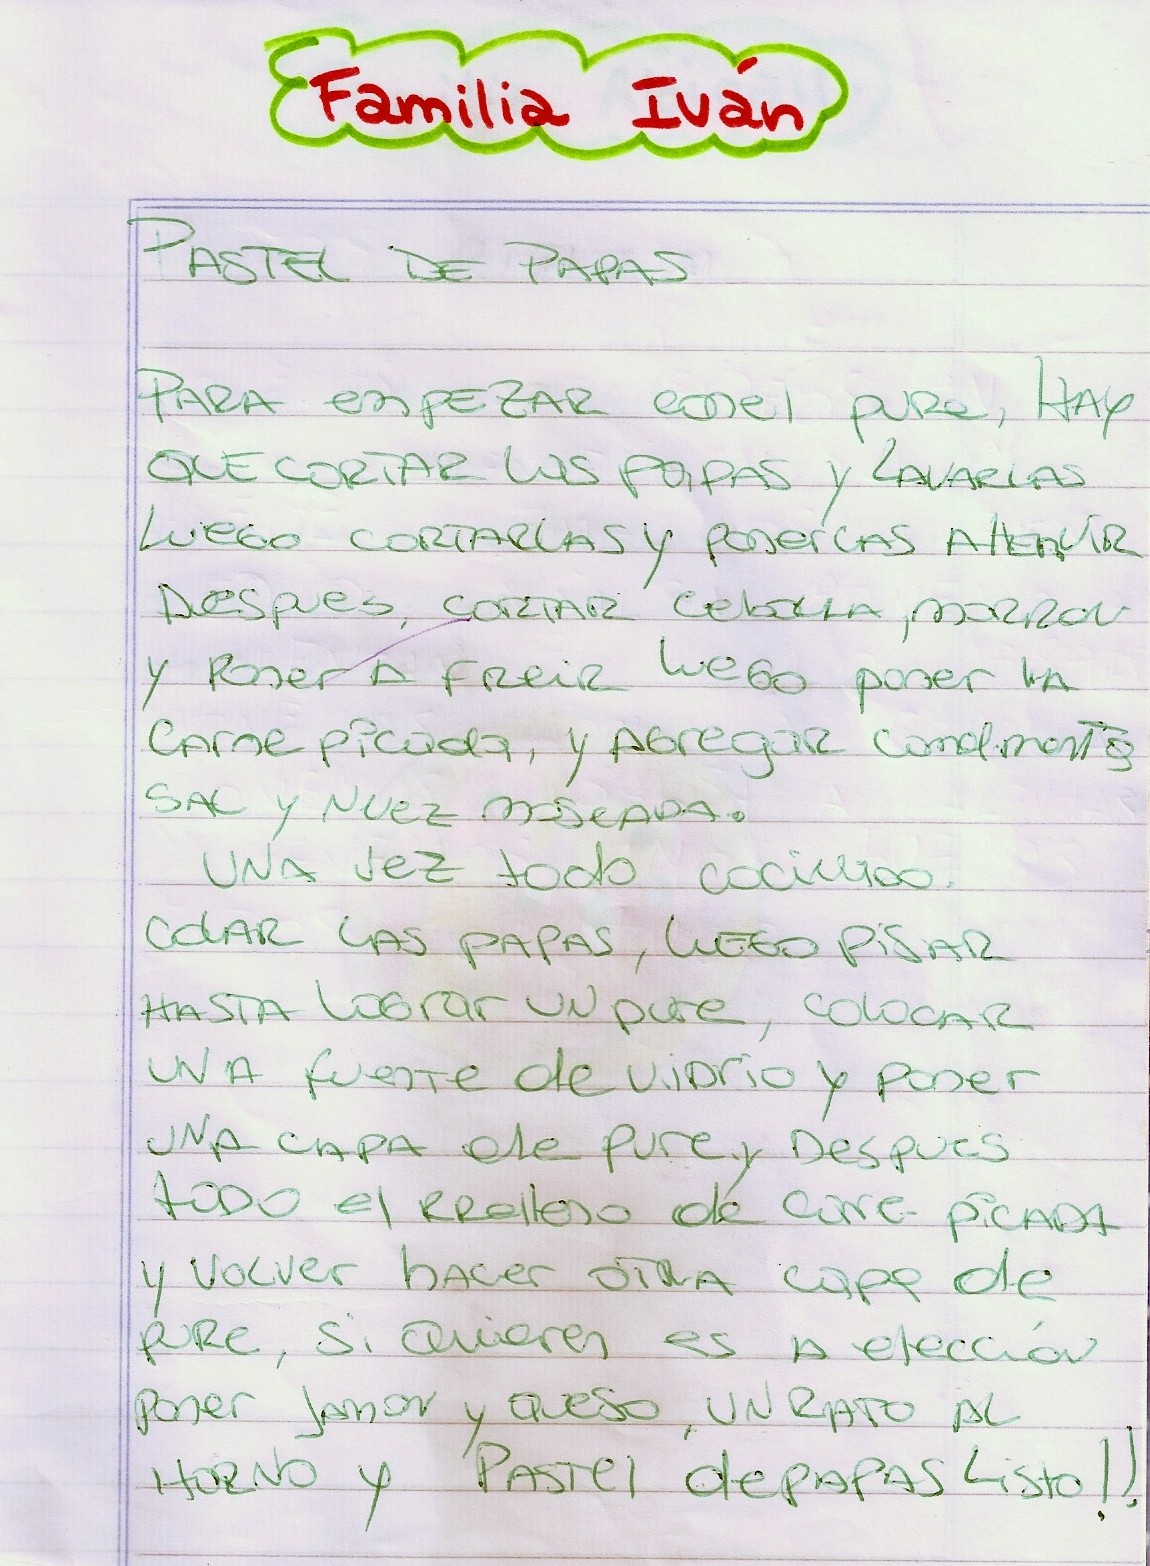 Familia Iván
PASTEL DE PAPAS
PARA empEZAR conel pure, HAY
QUE CORTAR LAS PAPAS y LAVARLAS
Luego CORTARLAS y ponerLAS A HERVIR
Despues, CORTAR Cebolla, morron
y poner A FREIR Luego poner LA
Carne picada, y Agregar condimentos
SAL y NUEZ moscADA.
UNA vez todo cocinado.
COLAR LAS PAPAS, LUEGO PISAR
HASTA Lograr UN pure, COLOCAR
UNA fuente de VIDRIO y poner
UNA CAPA de pure y Despues
todo el RRelleno de carne PICADA
y VOLVER hacer OTRA capa de
pure, Si Quieren es A elección
poner Jamon y QUESO, UN RATO AL
HORNO y PASTEl dePAPAS Listo!!